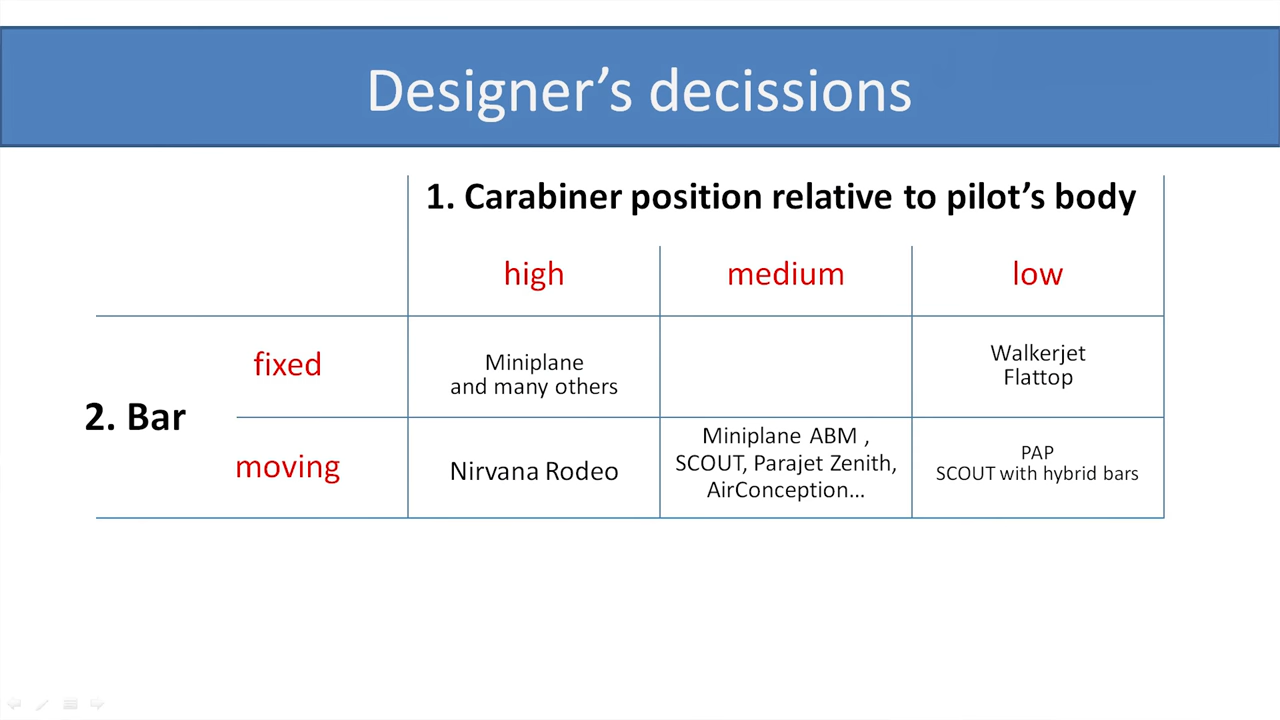 Designer’s decissions
1. Carabiner position relative to pilot’s body
high medium low
fixed
Miniplane
and many others
Walkerjet
Flattop
2. Bar
moving
Nirvana Rodeo
Miniplane ABM ,
SCOUT, Parajet Zenith,
AirConception...
PAP
SCOUT with hybrid bars